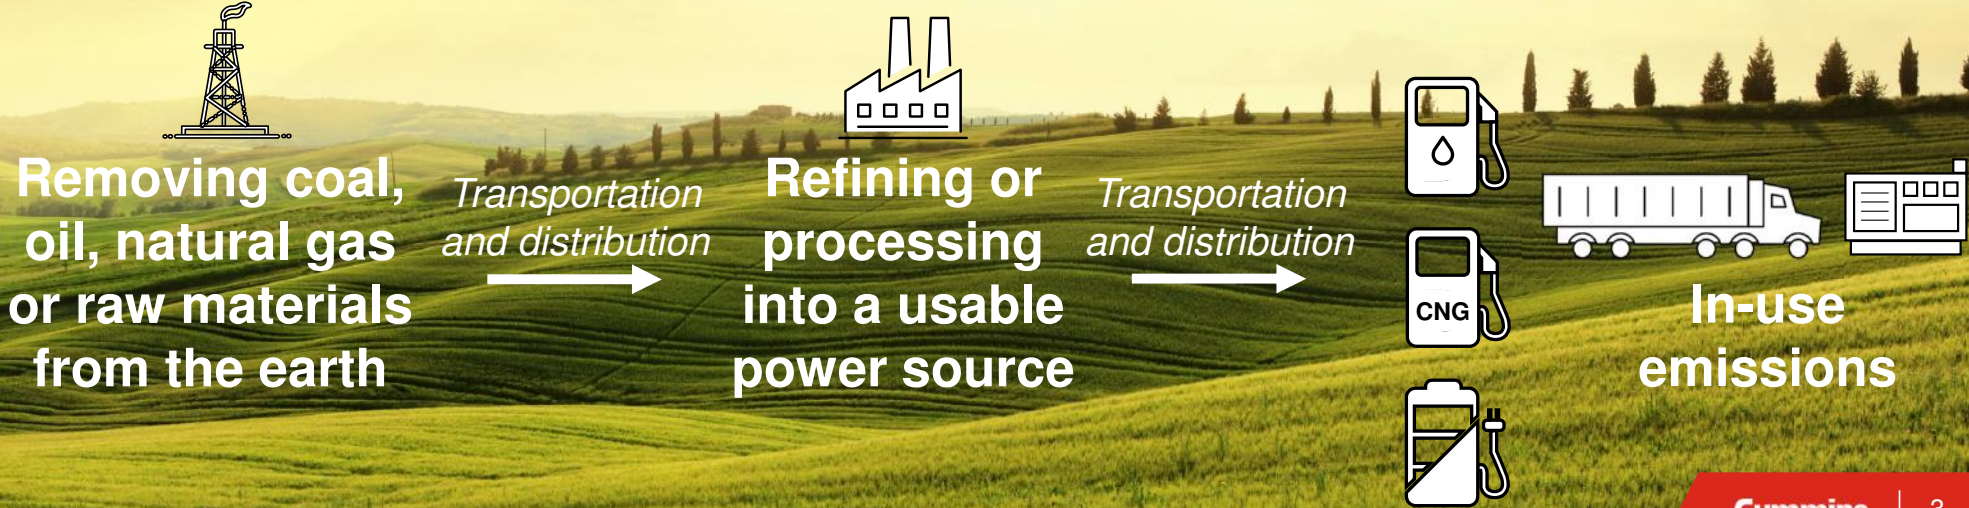 Removing coal,
oil, natural gas
or raw materials
from the earth
Transportation
and distribution
Refining or
processing
into a usable
power source
Transportation
and distribution
CNG
In-use
emissions
Cummins